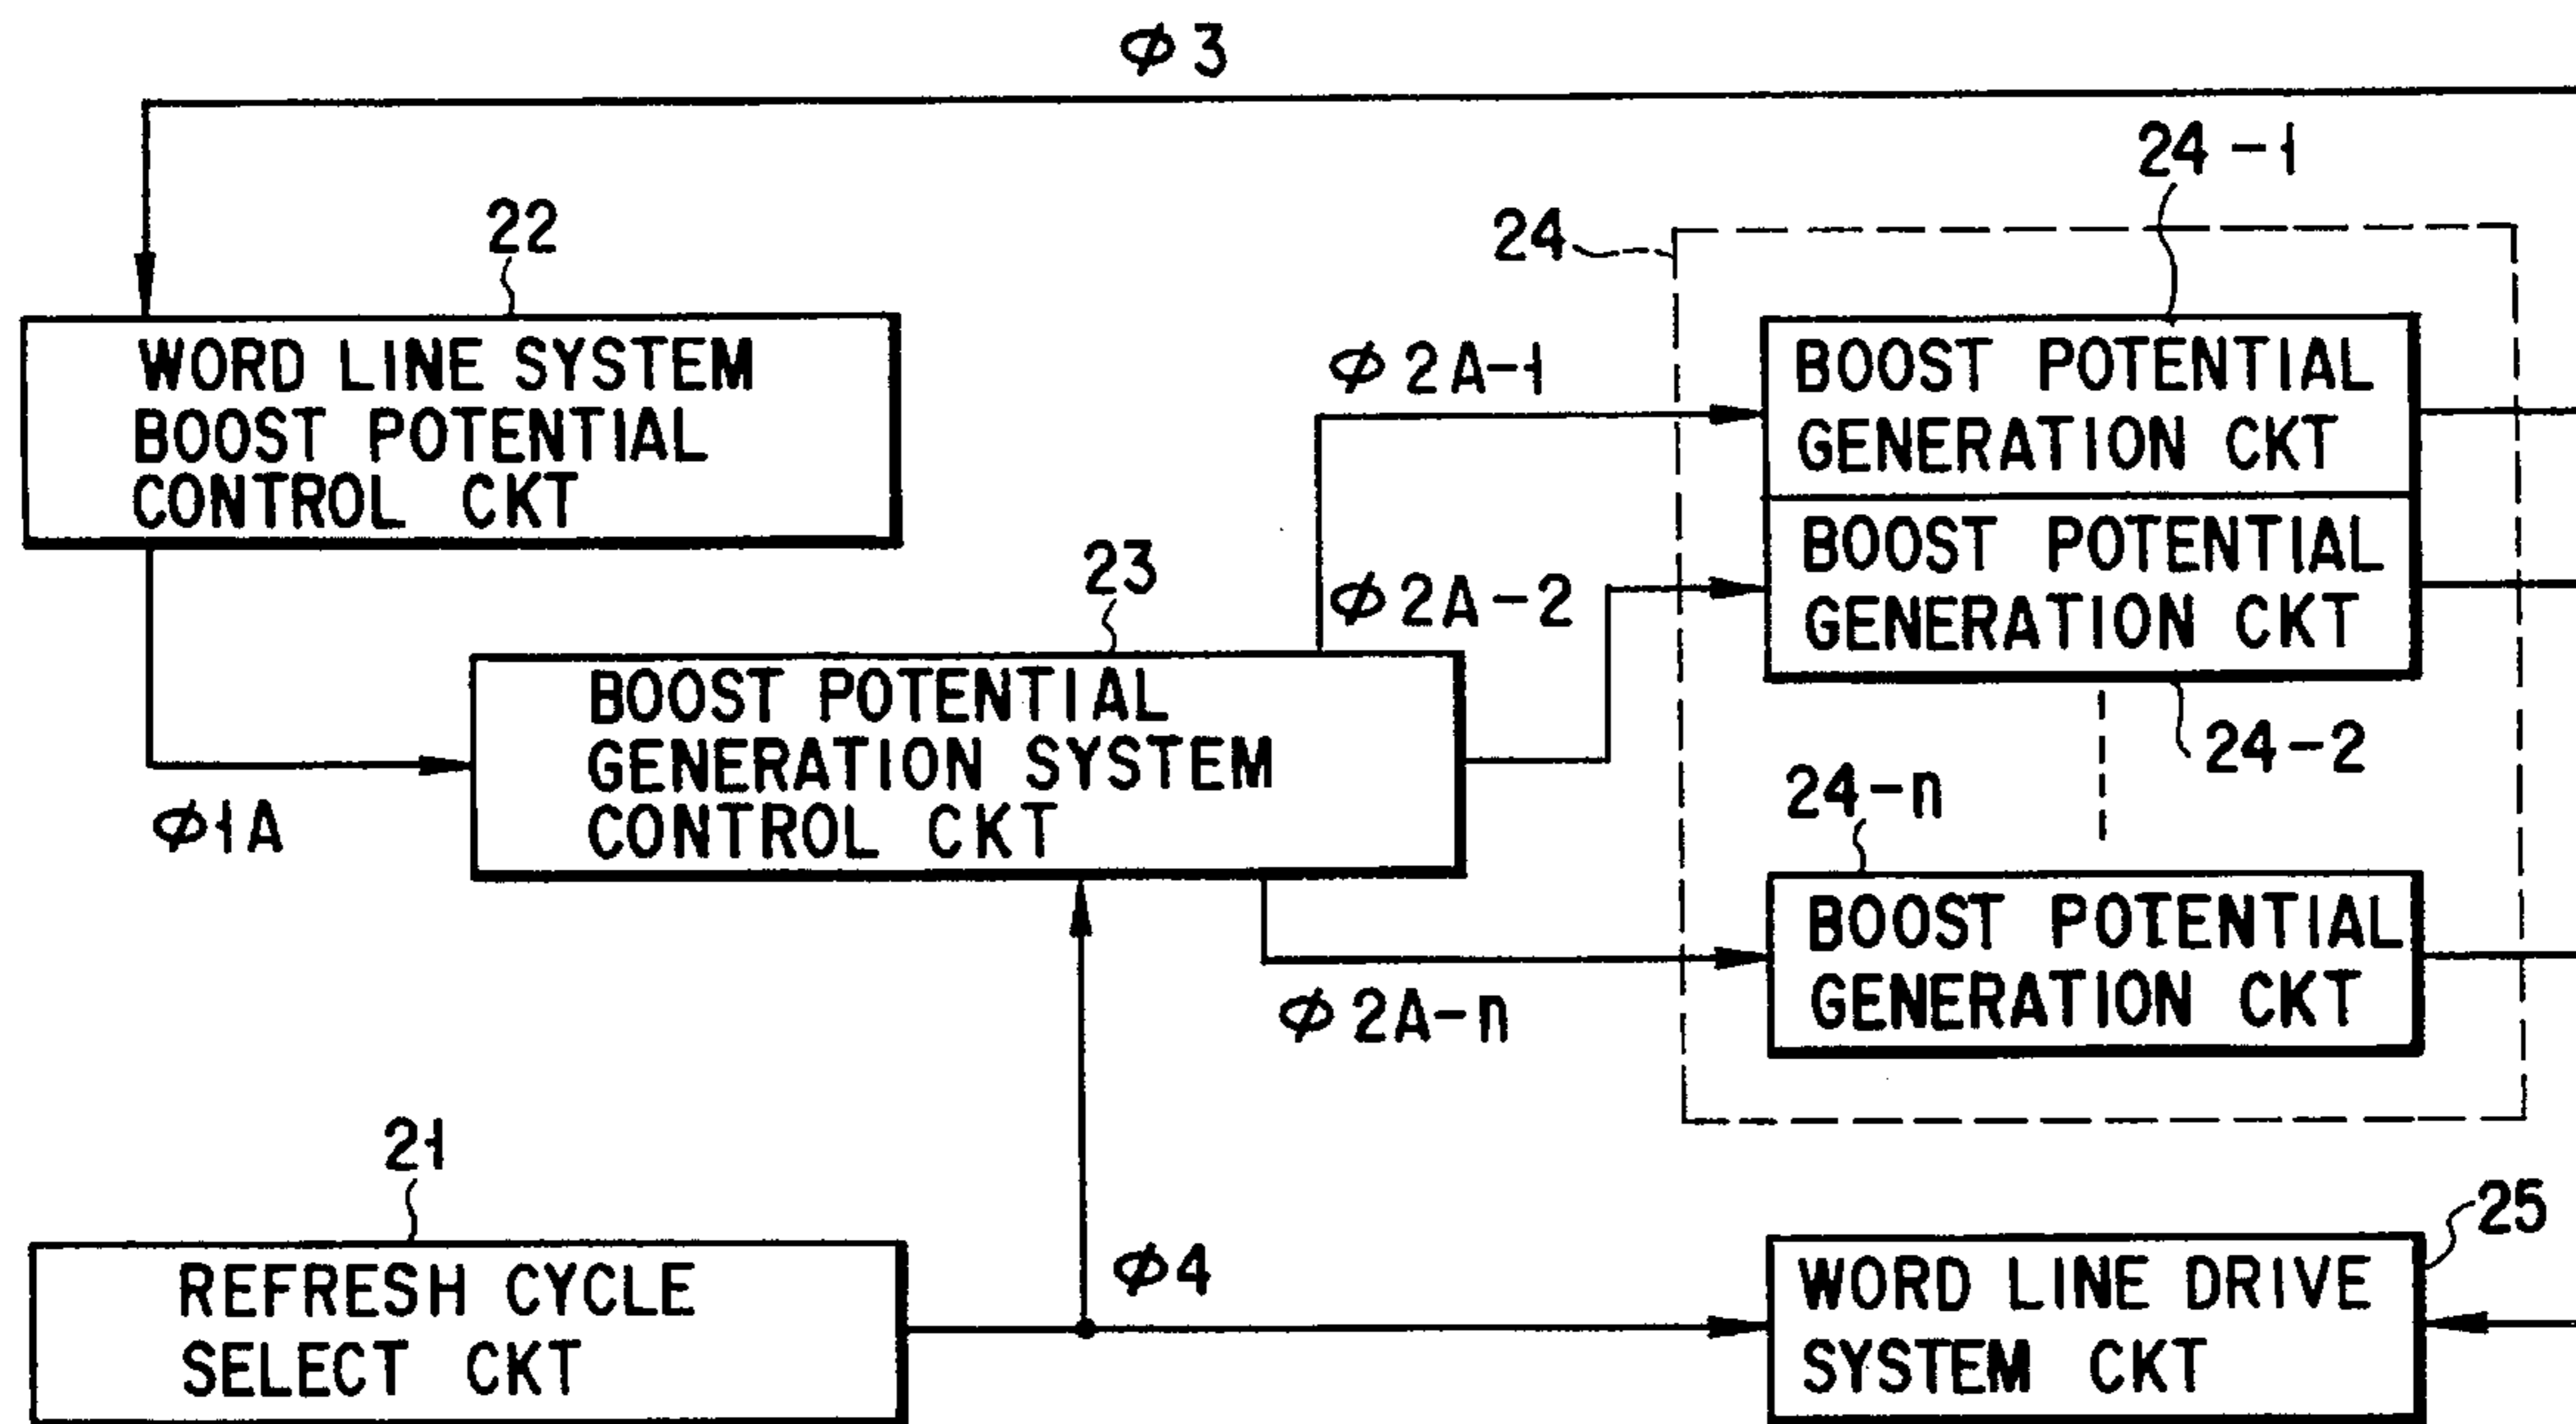 φ3
24-1
22
24
WORD LINE SYSTEM
BOOST POTENTIAL
CONTROL CKT
φ2A-1
BOOST POTENTIAL
GENERATION CKT
23
φ2A-2
BOOST POTENTIAL
GENERATION CKT
BOOST POTENTIAL
GENERATION SYSTEM
CONTROL CKT
24-2
φ1A
24-n
BOOST POTENTIAL
GENERATION CKT
φ2A-n
21
φ4
25
REFRESH CYCLE
SELECT CKT
WORD LINE DRIVE
SYSTEM CKT